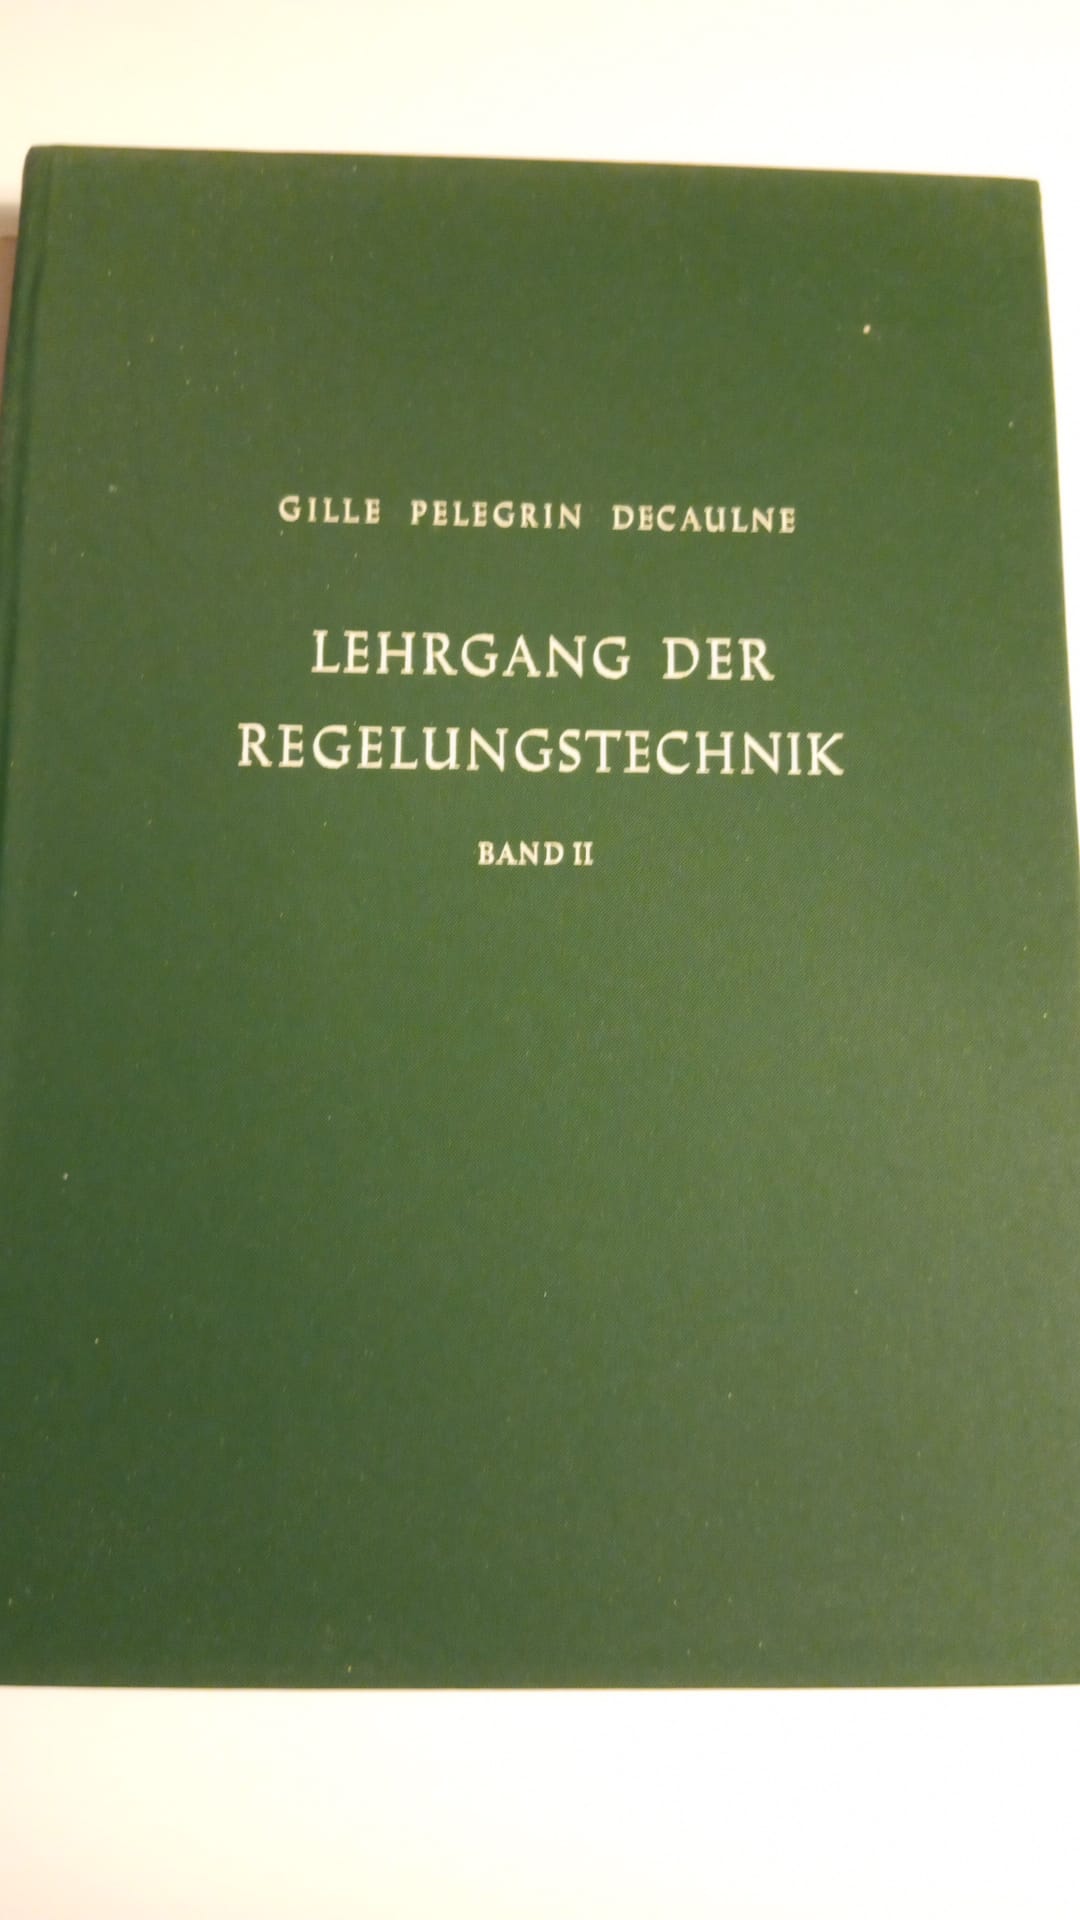 GILLE PELEGRIN DECAULNE
LEHRGANG DER
REGELUNGSTECHNIK
BAND II